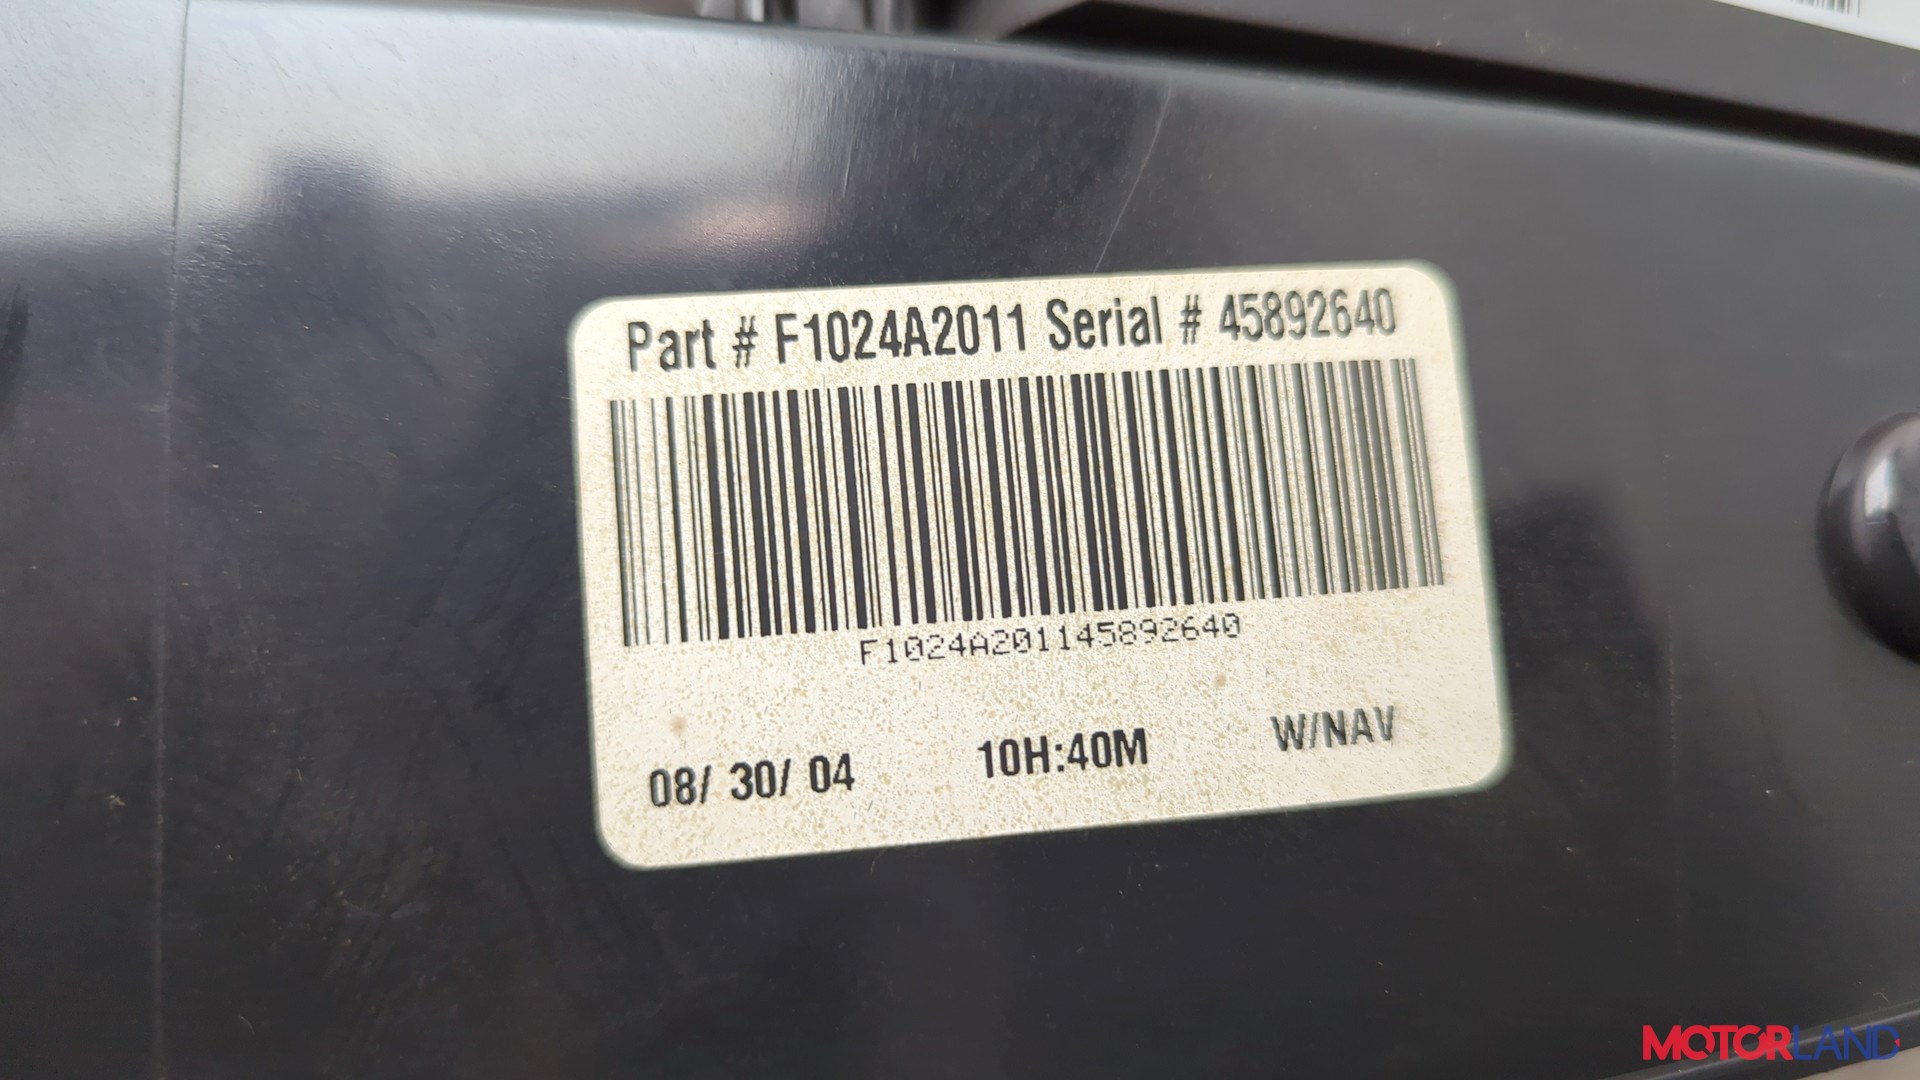 Part # F1024A2011 Serial # 45892640
F1024A201145892640
08/ 30/ 04 10H:40M W/NAV
MOTORLAND